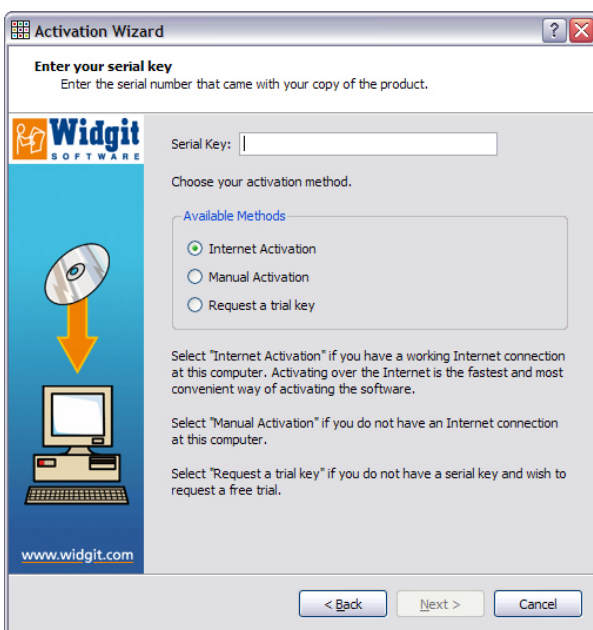 Activation Wizard
Enter your serial key
Enter the serial number that came with your copy of the product.
Widgit
SOFTWARE
Serial Key:
Choose your activation method.
Available Methods
Internet Activation
Manual Activation
Request a trial key
Select "Internet Activation" if you have a working Internet connection
at this computer. Activating over the Internet is the fastest and most
convenient way of activating the software.
Select "Manual Activation" if you do not have an Internet connection
at this computer.
Select "Request a trial key" if you do not have a serial key and wish to
request a free trial.
www.widgit.com
< Back Next > Cancel